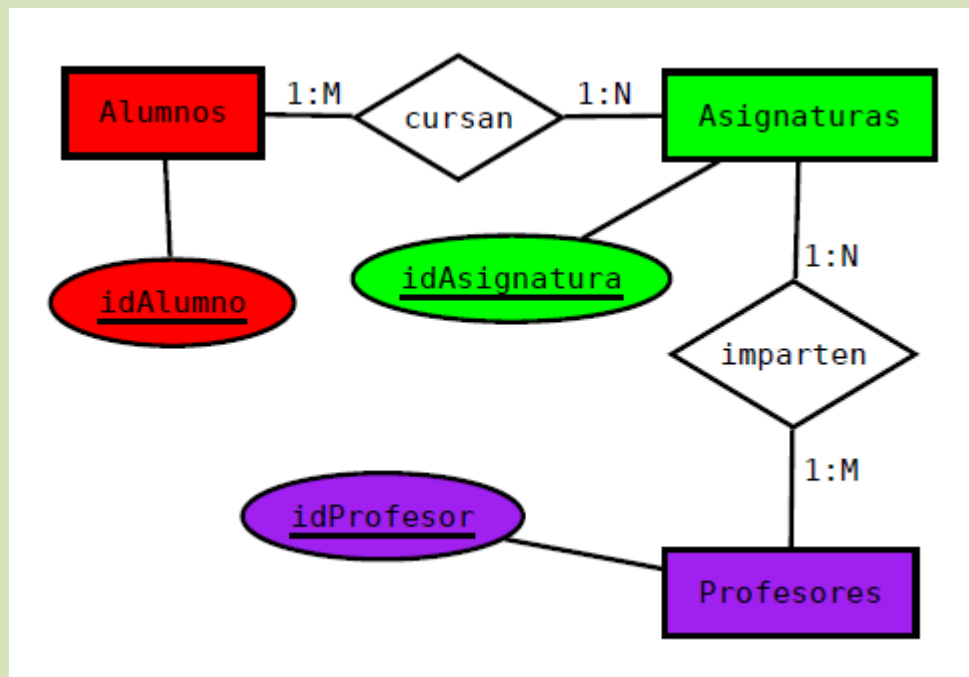 Alumnos
1:M
cursan
1:N
Asignaturas
idAlumno
idAsignatura
1:N
imparten
1:M
idProfesor
Profesores